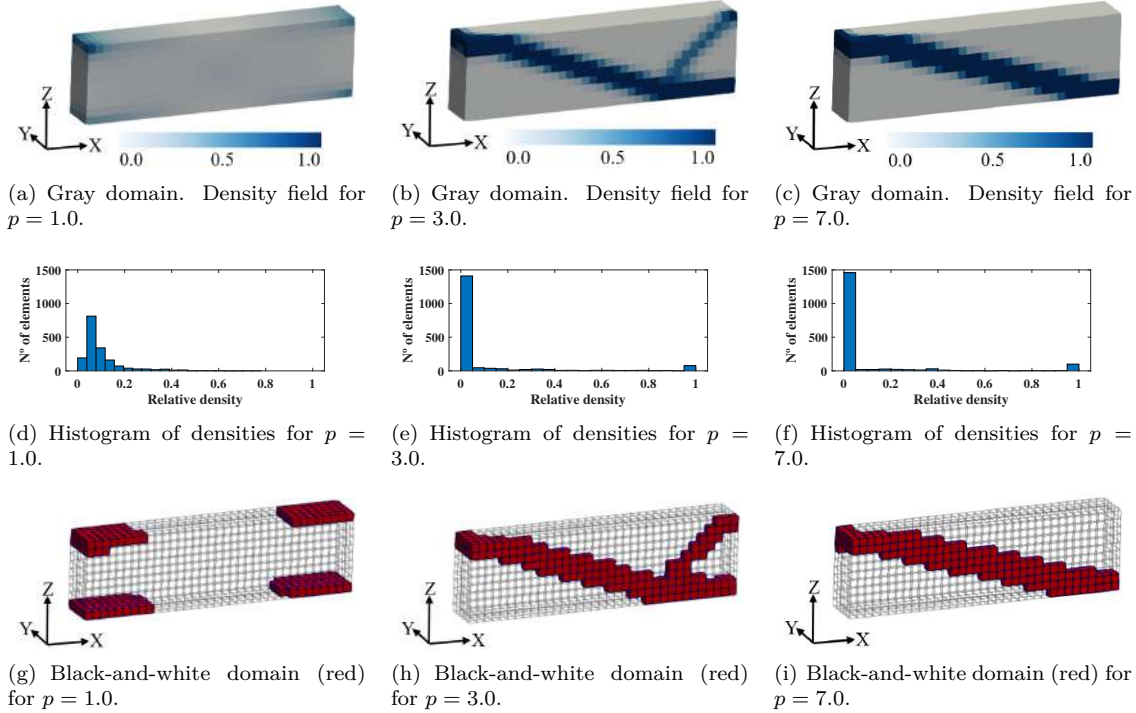 Z
Y
X
0.0 0.5 1.0
Z
Y
X
0.0 0.5 1.0
Z
Y
X
0.0 0.5 1.0
(a) Gray domain. Density field for
p = 1.0.
(b) Gray domain. Density field for
p = 3.0.
(c) Gray domain. Density field for
p = 7.0.
1500
1000
500
0
Nº of elements
0 0.2 0.4 0.6 0.8 1
Relative density
1500
1000
500
0
Nº of elements
0 0.2 0.4 0.6 0.8 1
Relative density
1500
1000
500
0
Nº of elements
0 0.2 0.4 0.6 0.8 1
Relative density
(d) Histogram of densities for p =
1.0.
(e) Histogram of densities for p =
3.0.
(f) Histogram of densities for p =
7.0.
Z
Y
X
Z
Y
X
Z
Y
X
(g) Black-and-white domain (red)
for p = 1.0.
(h) Black-and-white domain (red)
for p = 3.0.
(i) Black-and-white domain (red) for
p = 7.0.